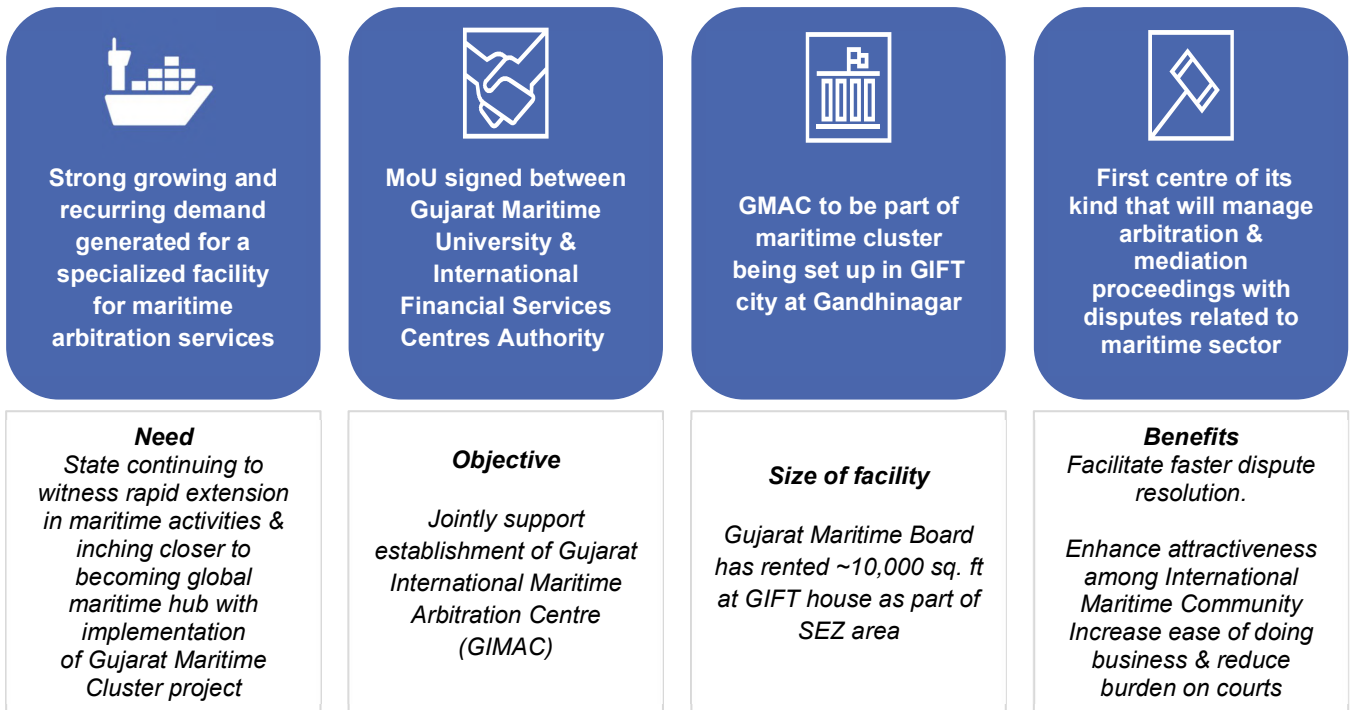 Strong growing and
recurring demand
generated for a
specialized facility
for maritime
arbitration services
MoU signed between
Gujarat Maritime
University &
International
Financial Services
Centres Authority
GMAC to be part of
maritime cluster
being set up in GIFT
city at Gandhinagar
First centre of its
kind that will manage
arbitration &
mediation
proceedings with
disputes related to
maritime sector
Need
State continuing to
witness rapid extension
in maritime activities &
inching closer to
becoming global
maritime hub with
implementation
of Gujarat Maritime
Cluster project
Objective
Jointly support
establishment of Gujarat
International Maritime
Arbitration Centre
(GIMAC)
Size of facility
Gujarat Maritime Board
has rented ~10,000 sq. ft
at GIFT house as part of
SEZ area
Benefits
Facilitate faster dispute
resolution.
Enhance attractiveness
among International
Maritime Community
Increase ease of doing
business & reduce
burden on courts